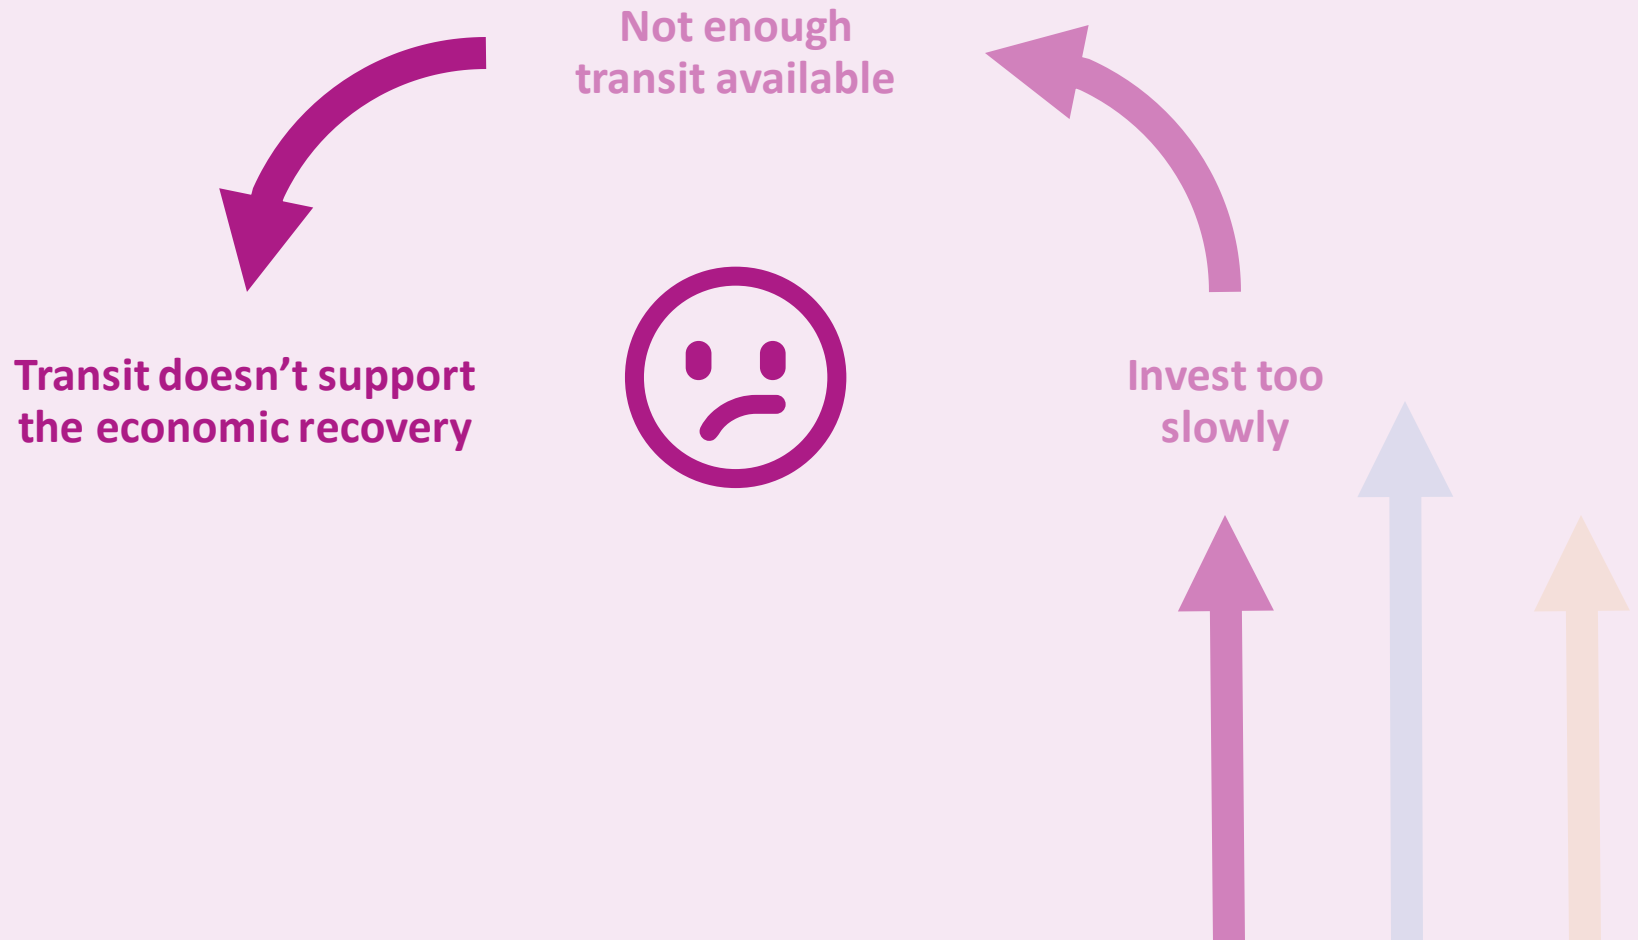 Not enough
transit available
Transit doesn’t support
the economic recovery
Invest too
slowly